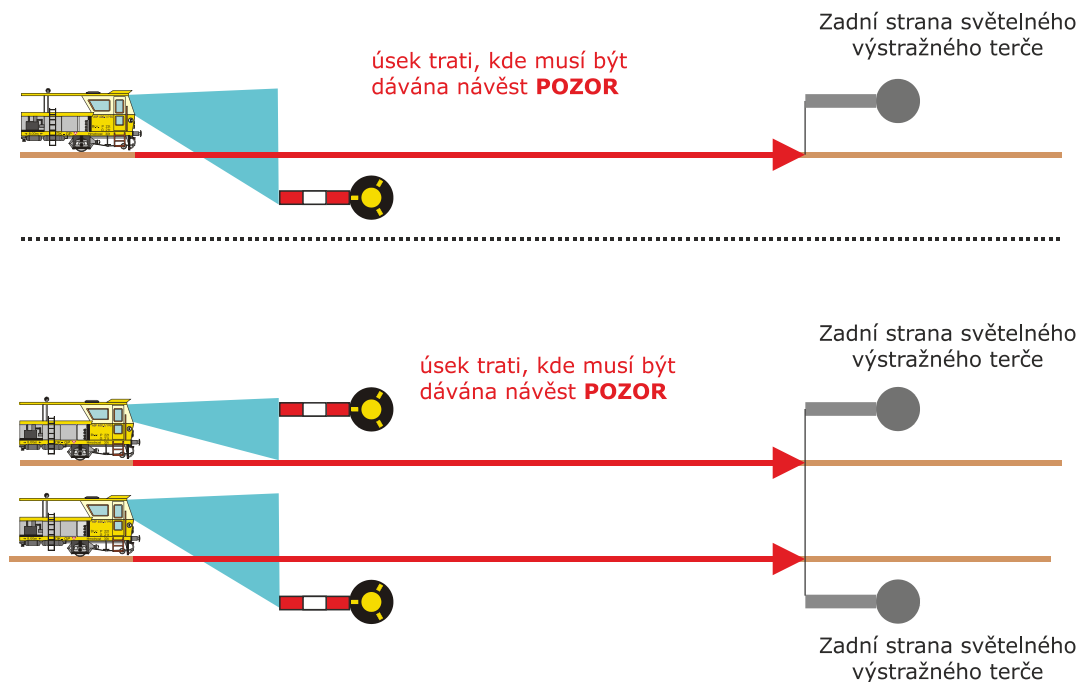 Zadní strana světelného
výstražného terče
úsek trati, kde musí být
dávána návěst POZOR
Zadní strana světelného
výstražného terče
úsek trati, kde musí být
dávána návěst POZOR
Zadní strana světelného
výstražného terče